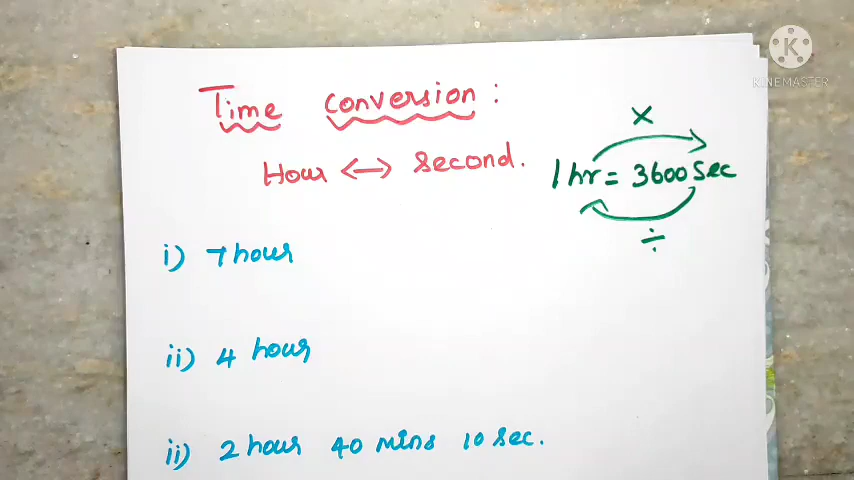 K
KINEMASTER
Time conversion:
Hour <-> second.
×
1 hr = 3600 Sec
÷
i) 7 hour
ii) 4 hour
ii) 2 hour 40 mins 10 sec.